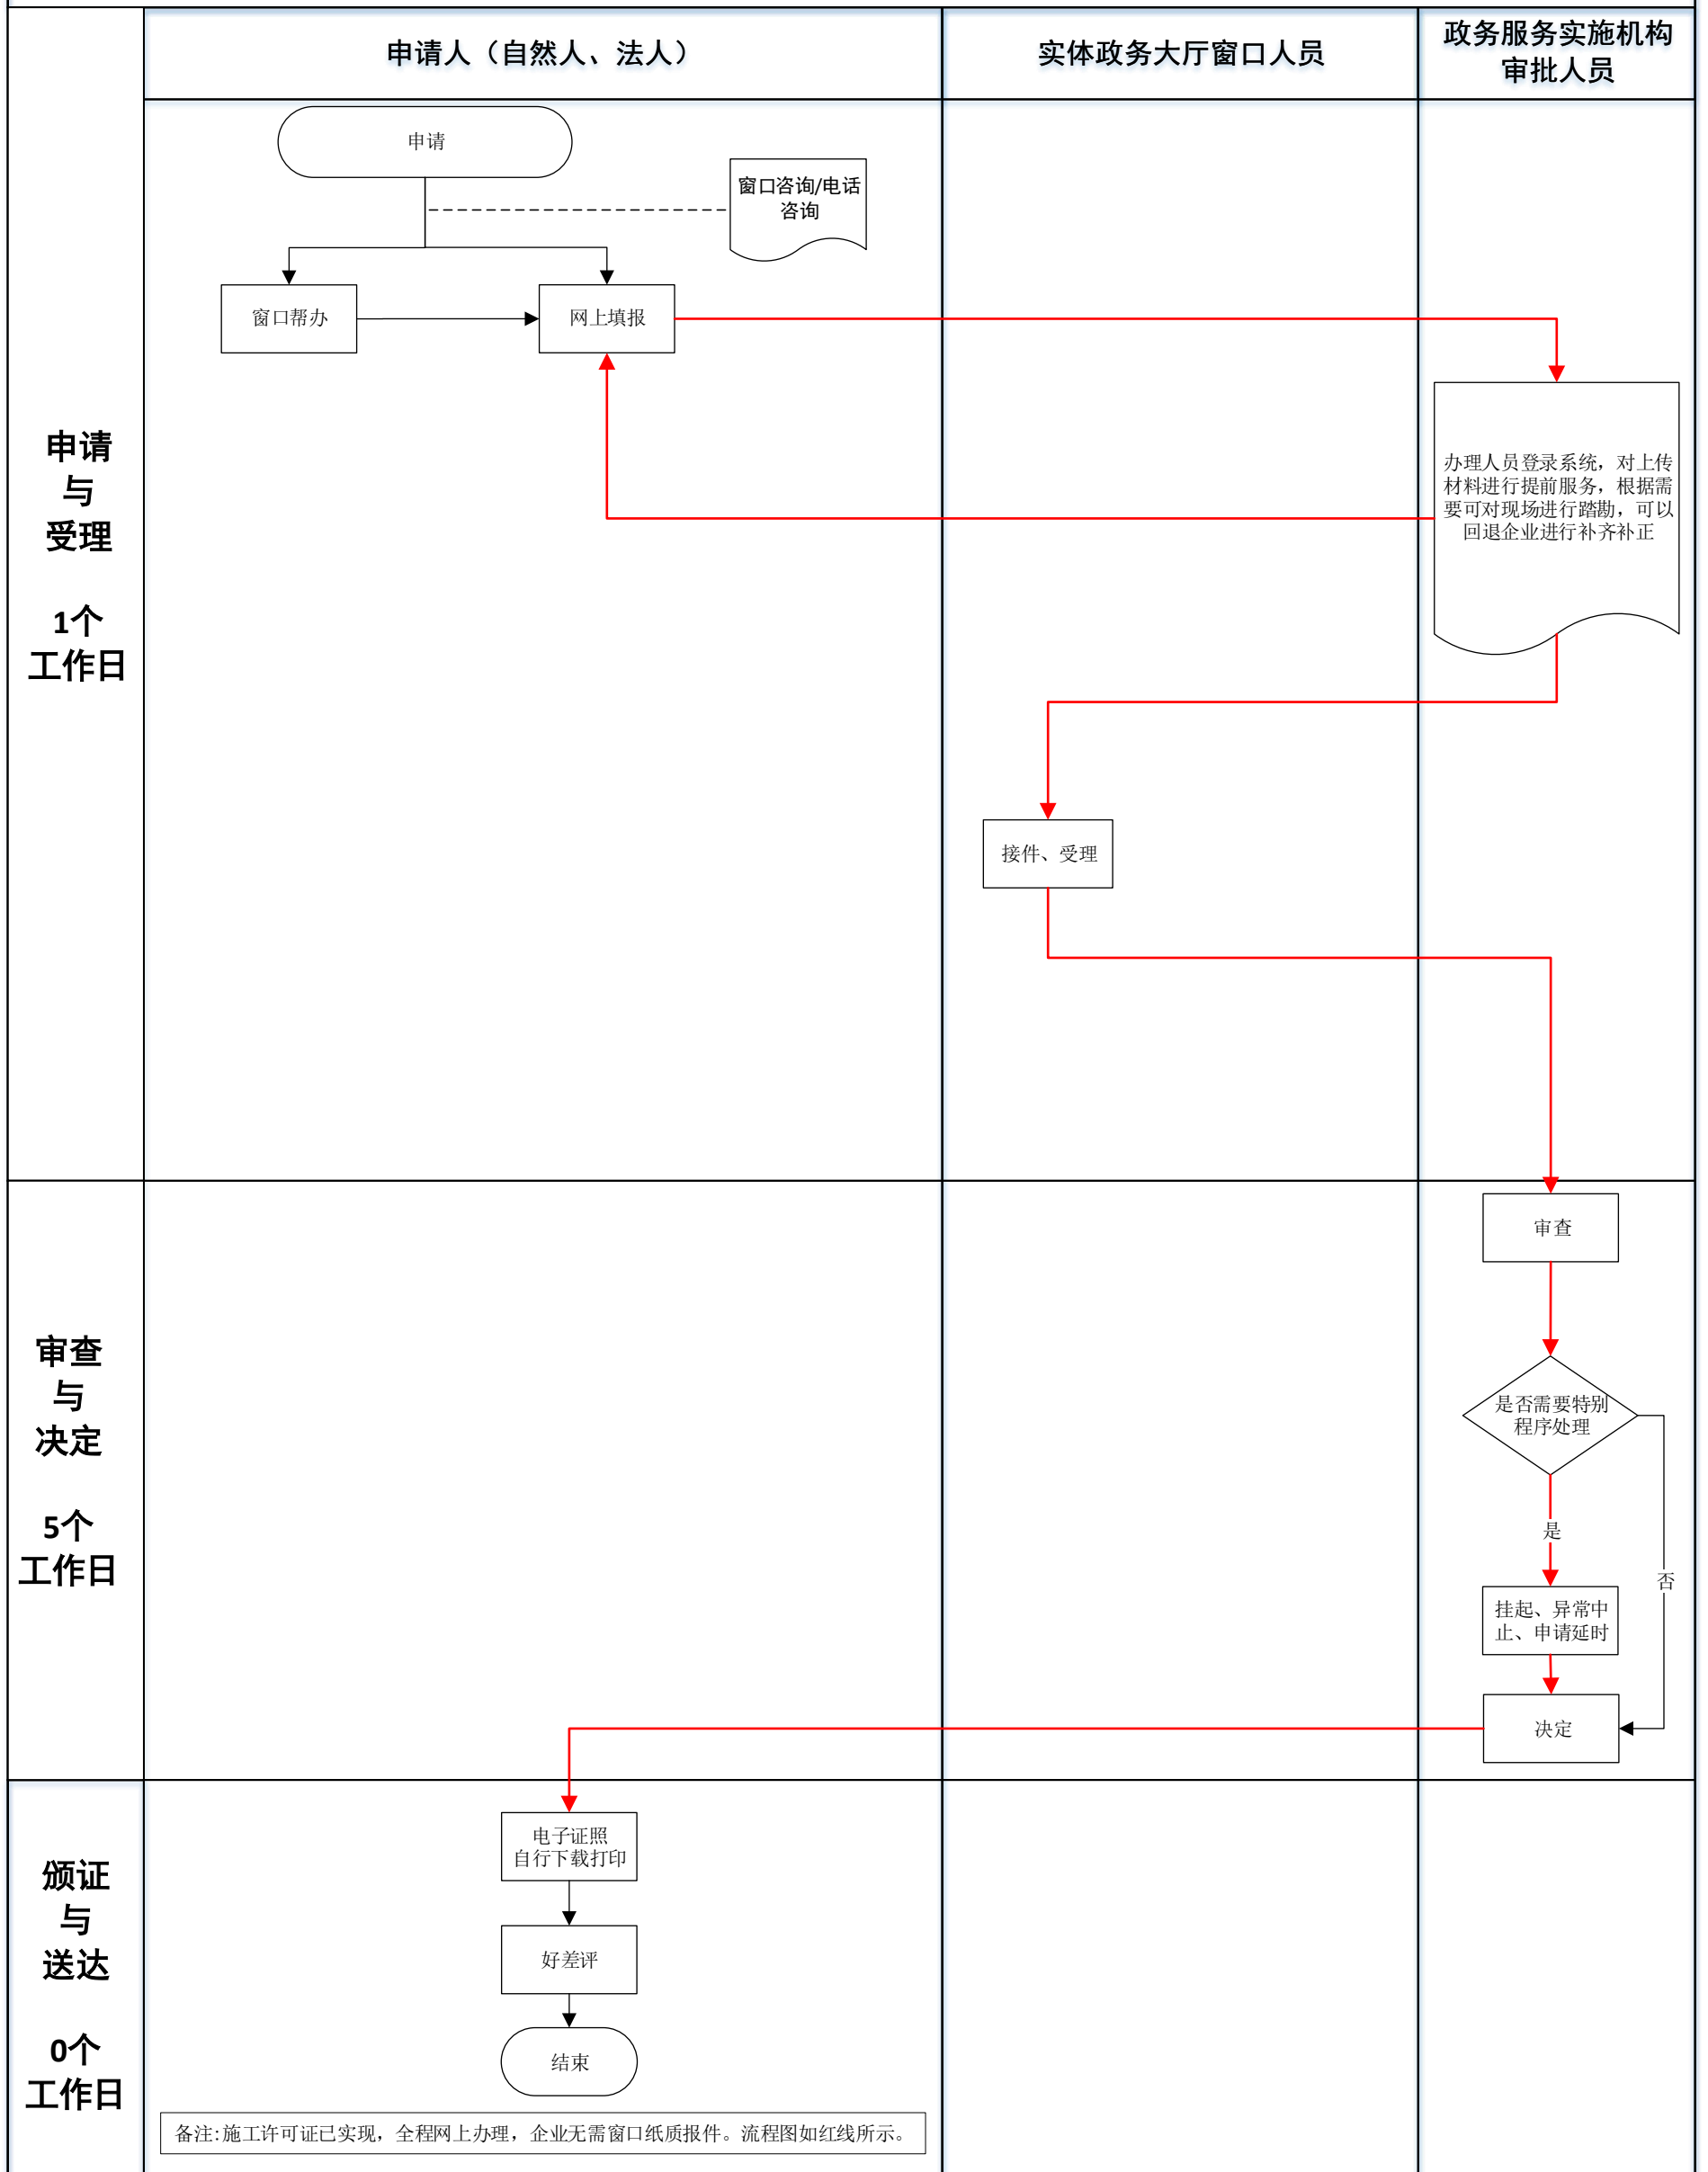 申请人（自然人、法人）
实体政务大厅窗口人员
政务服务实施机构
审批人员
申请
与
受理
1个
工作日
申请
窗口咨询/电话
咨询
窗口帮办
网上填报
办理人员登录系统，对上传
材料进行提前服务，根据需
要可对现场进行踏勘，可以
回退企业进行补齐补正
接件、受理
审查
与
决定
5个
工作日
审查
是否需要特别
程序处理
是
否
挂起、异常中
止、申请延时
决定
颁证
与
送达
0个
工作日
电子证照
自行下载打印
好差评
结束
备注:施工许可证已实现，全程网上办理，企业无需窗口纸质报件。流程图如红线所示。